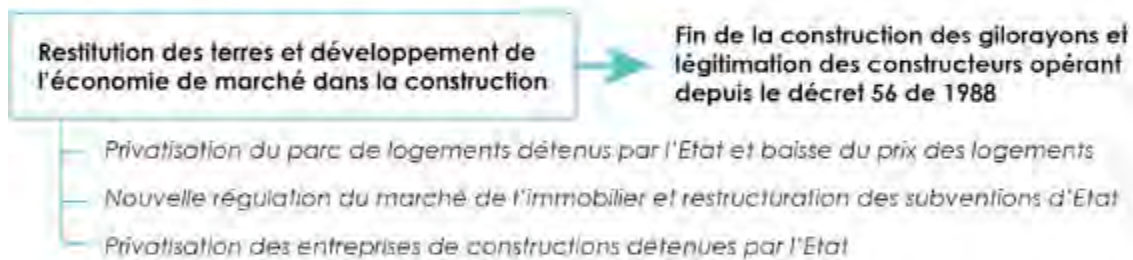 Restitution des terres et développement de
l'économie de marché dans la construction
Fin de la construction des gilorayons et
légitimation des constructeurs opérant
depuis le décret 56 de 1988
Privatisation du parc de logements détenus par l'Etat et baisse du prix des logements
Nouvelle régulation du marché de l'immobilier et restructuration des subventions d'Etat
Privatisation des entreprises de constructions détenues par l'Etat